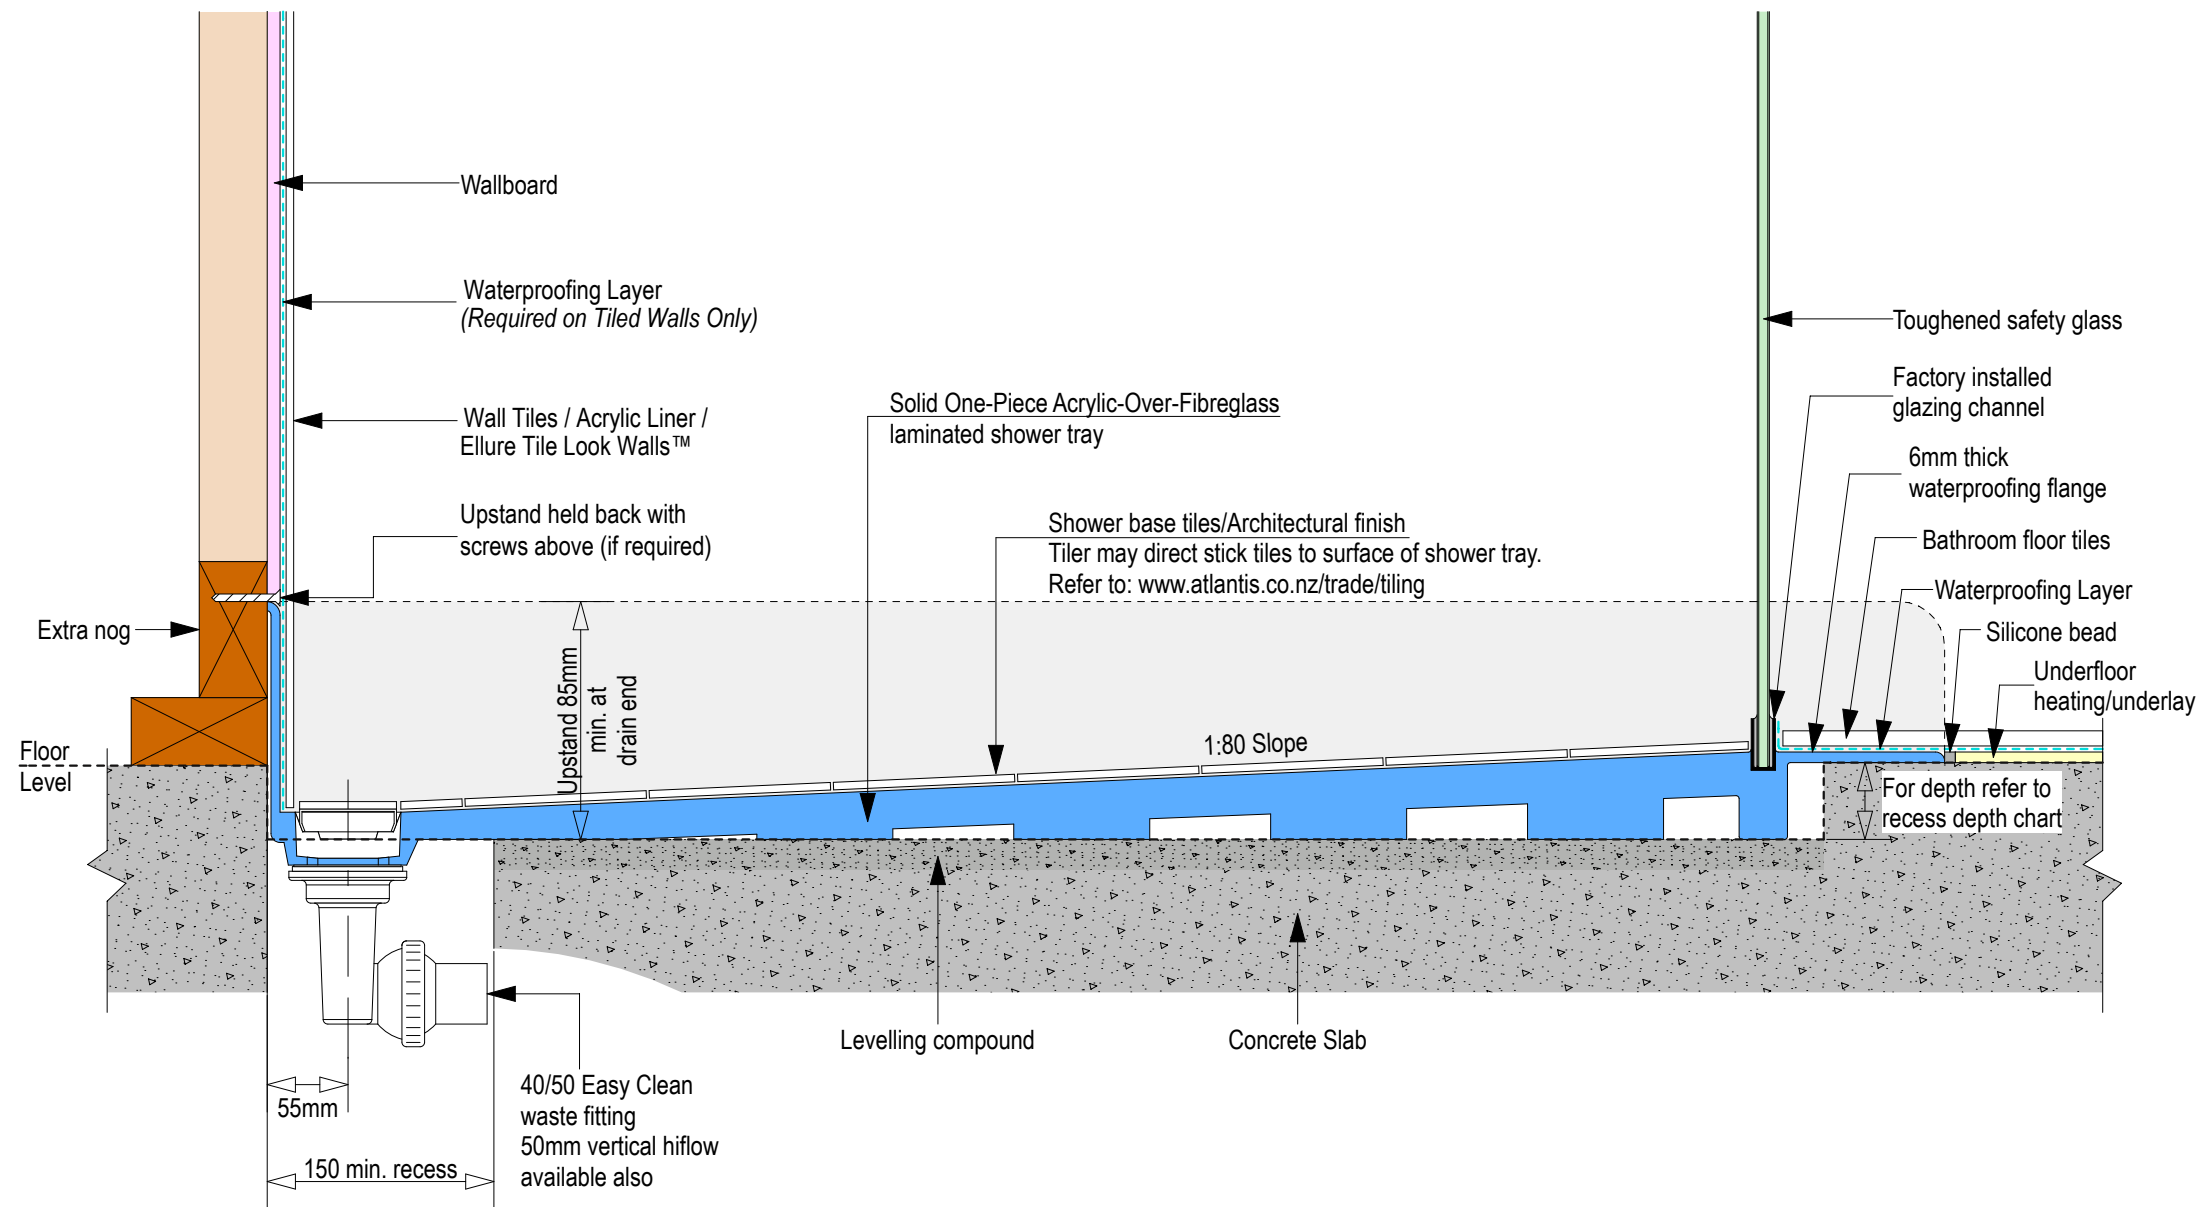 Wallboard
Waterproofing Layer
(Required on Tiled Walls Only)
Wall Tiles / Acrylic Liner /
Ellure Tile Look Walls™
Upstand held back with
screws above (if required)
Extra nog
Floor
Level
Upstand 85mm
min. at
drain end
Solid One-Piece Acrylic-Over-Fibreglass
laminated shower tray
Shower base tiles/Architectural finish
Tiler may direct stick tiles to surface of shower tray.
Refer to: www.atlantis.co.nz/trade/tiling
1:80 Slope
Toughened safety glass
Factory installed
glazing channel
6mm thick
waterproofing flange
Bathroom floor tiles
Waterproofing Layer
Silicone bead
Underfloor
heating/underlay
For depth refer to
recess depth chart
Levelling compound
Concrete Slab
40/50 Easy Clean
waste fitting
50mm vertical hiflow
available also
55mm
150 min. recess